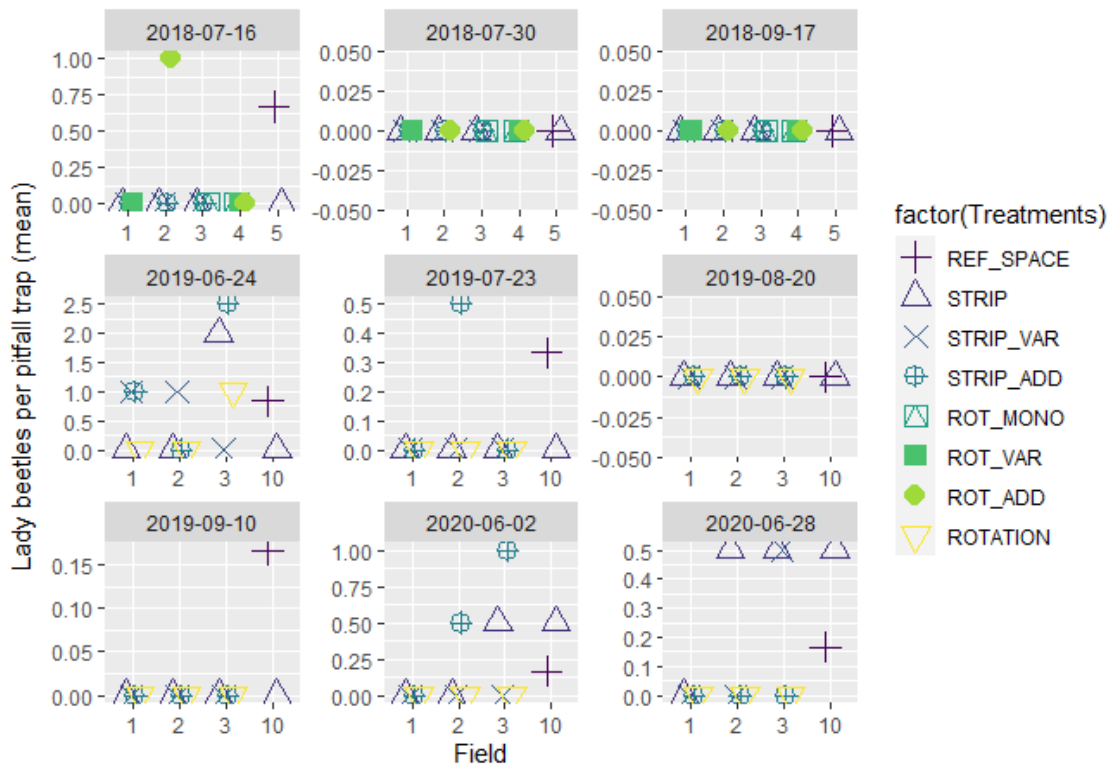 2018-07-16
2018-07-30
2018-09-17
1.00
0.75
0.50
0.25
0.00
0.050
0.025
0.000
-0.025
-0.050
0.050
0.025
0.000
-0.025
-0.050
1 2 3 4 5
1 2 3 4 5
1 2 3 4 5
2019-06-24
2019-07-23
2019-08-20
2.5
2.0
1.5
1.0
0.5
0.0
0.5
0.4
0.3
0.2
0.1
0.0
0.050
0.025
0.000
-0.025
-0.050
1 2 3 10
1 2 3 10
1 2 3 10
2019-09-10
2020-06-02
2020-06-28
0.15
0.10
0.05
0.00
1.00
0.75
0.50
0.25
0.00
0.5
0.4
0.3
0.2
0.1
0.0
1 2 3 10
1 2 3 10
1 2 3 10
Lady beetles per pitfall trap (mean)
Field
factor(Treatments)
REF_SPACE
STRIP
STRIP_VAR
STRIP_ADD
ROT_MONO
ROT_VAR
ROT_ADD
ROTATION